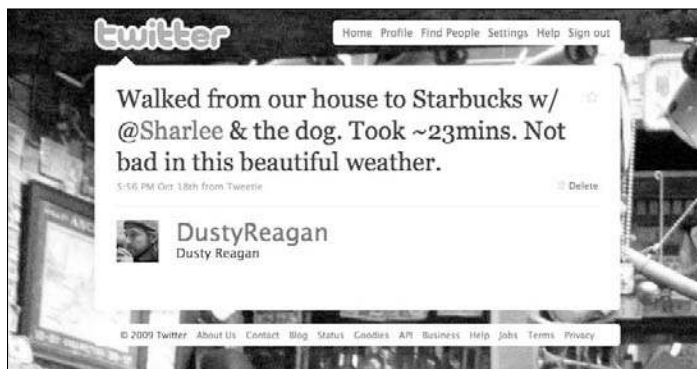 twitter
Home Profile Find People Settings Help Sign out
Walked from our house to Starbucks w/
@Sharlee & the dog. Took ~23mins. Not
bad in this beautiful weather.
5:56 PM Oct 18th from Tweetie
Delete
DustyReagan
Dusty Reagan
© 2009 Twitter About Us Contact Blog Status Goodies API Business Help Jobs Terms Privacy